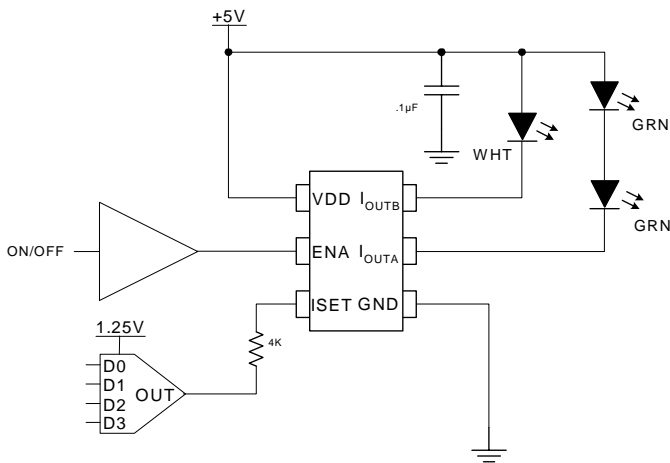 +5V
.1µF
GRN
WHT
GRN
VDD IOUTB
ON/OFF
ENA IOUTA
ISET GND
1.25V
4K
D0
D1
OUT
D2
D3